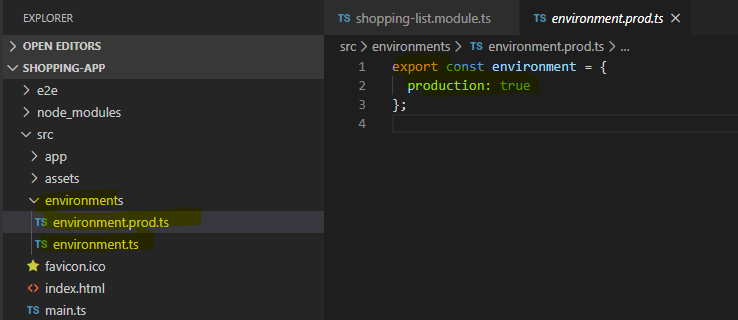 EXPLORER
OPEN EDITORS
SHOPPING-APP
e2e
node_modules
src
app
assets
environments
TS environment.prod.ts
TS environment.ts
favicon.ico
<> index.html
TS main.ts
TS shopping-list.module.ts
TS environment.prod.ts ×
src > environments > TS environment.prod.ts > ...
1 export const environment = {
2 production: true
3 };
4